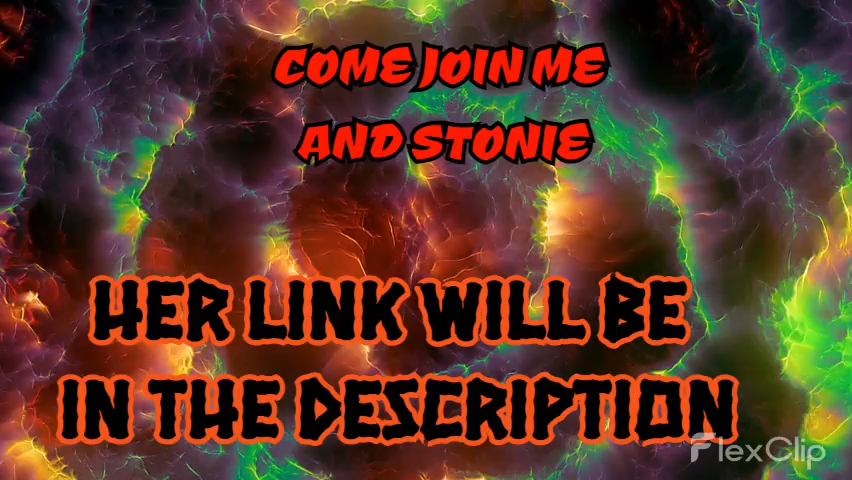 COME JOIN ME
AND STONIE
HER LINK WILL BE
IN THE DESCRIPTION
FlexClip